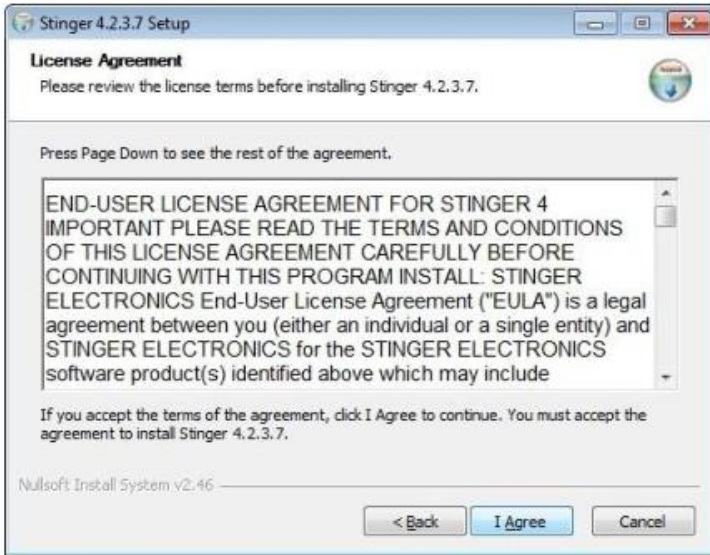 Stinger 4.2.3.7 Setup
License Agreement
Please review the license terms before installing Stinger 4.2.3.7.
Press Page Down to see the rest of the agreement.
END-USER LICENSE AGREEMENT FOR STINGER 4
IMPORTANT PLEASE READ THE TERMS AND CONDITIONS
OF THIS LICENSE AGREEMENT CAREFULLY BEFORE
CONTINUING WITH THIS PROGRAM INSTALL: STINGER
ELECTRONICS End-User License Agreement ("EULA") is a legal
agreement between you (either an individual or a single entity) and
STINGER ELECTRONICS for the STINGER ELECTRONICS
software product(s) identified above which may include
If you accept the terms of the agreement, click I Agree to continue. You must accept the
agreement to install Stinger 4.2.3.7.
Nullsoft Install System v2.46
< Back
I Agree
Cancel